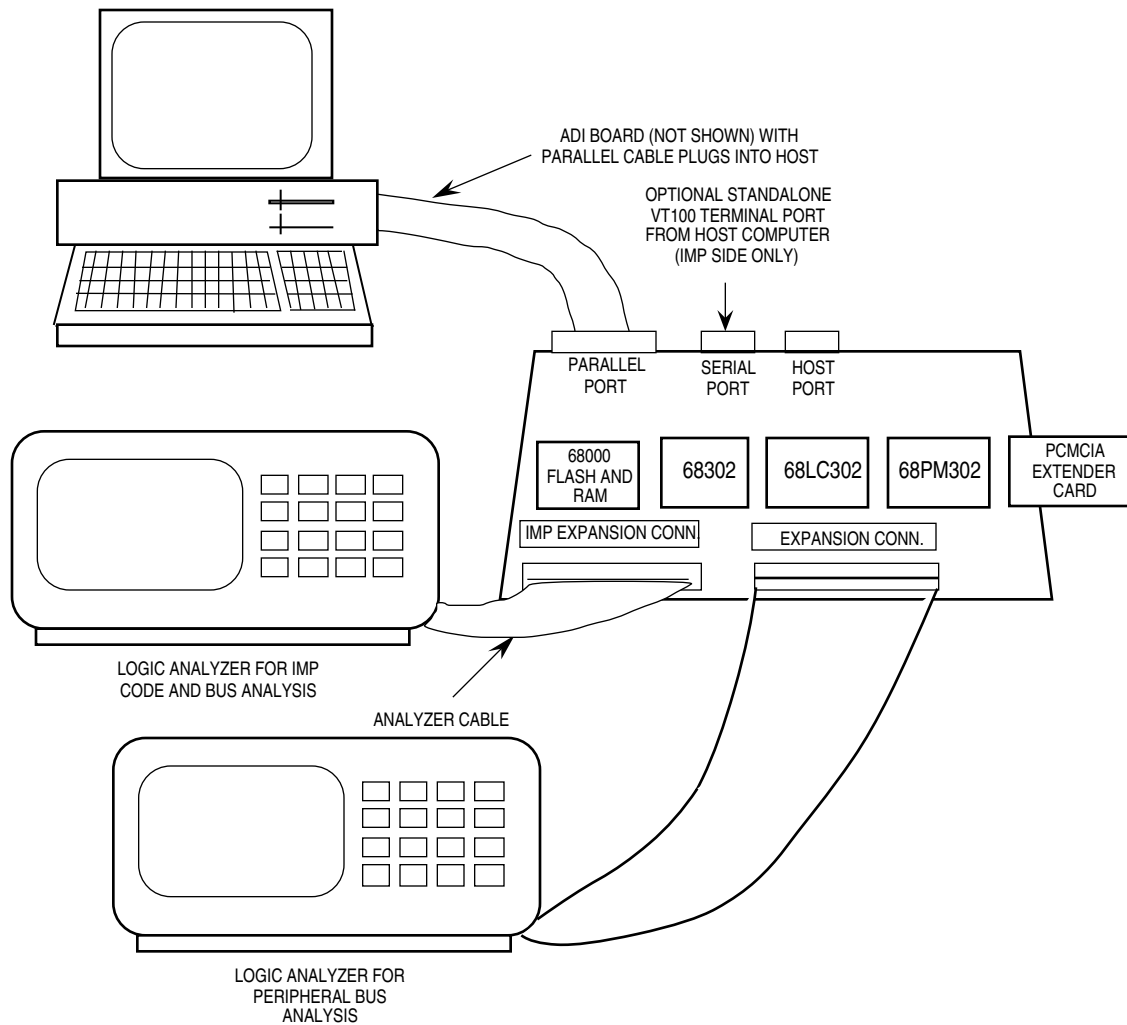 ADI BOARD (NOT SHOWN) WITH
PARALLEL CABLE PLUGS INTO HOST
OPTIONAL STANDALONE
VT100 TERMINAL PORT
FROM HOST COMPUTER
(IMP SIDE ONLY)
PARALLEL
PORT
SERIAL
PORT
HOST
PORT
68000
FLASH AND
RAM
68302
68LC302
68PM302
PCMCIA
EXTENDER
CARD
IMP EXPANSION CONN.
EXPANSION CONN.
LOGIC ANALYZER FOR IMP
CODE AND BUS ANALYSIS
ANALYZER CABLE
LOGIC ANALYZER FOR
PERIPHERAL BUS
ANALYSIS